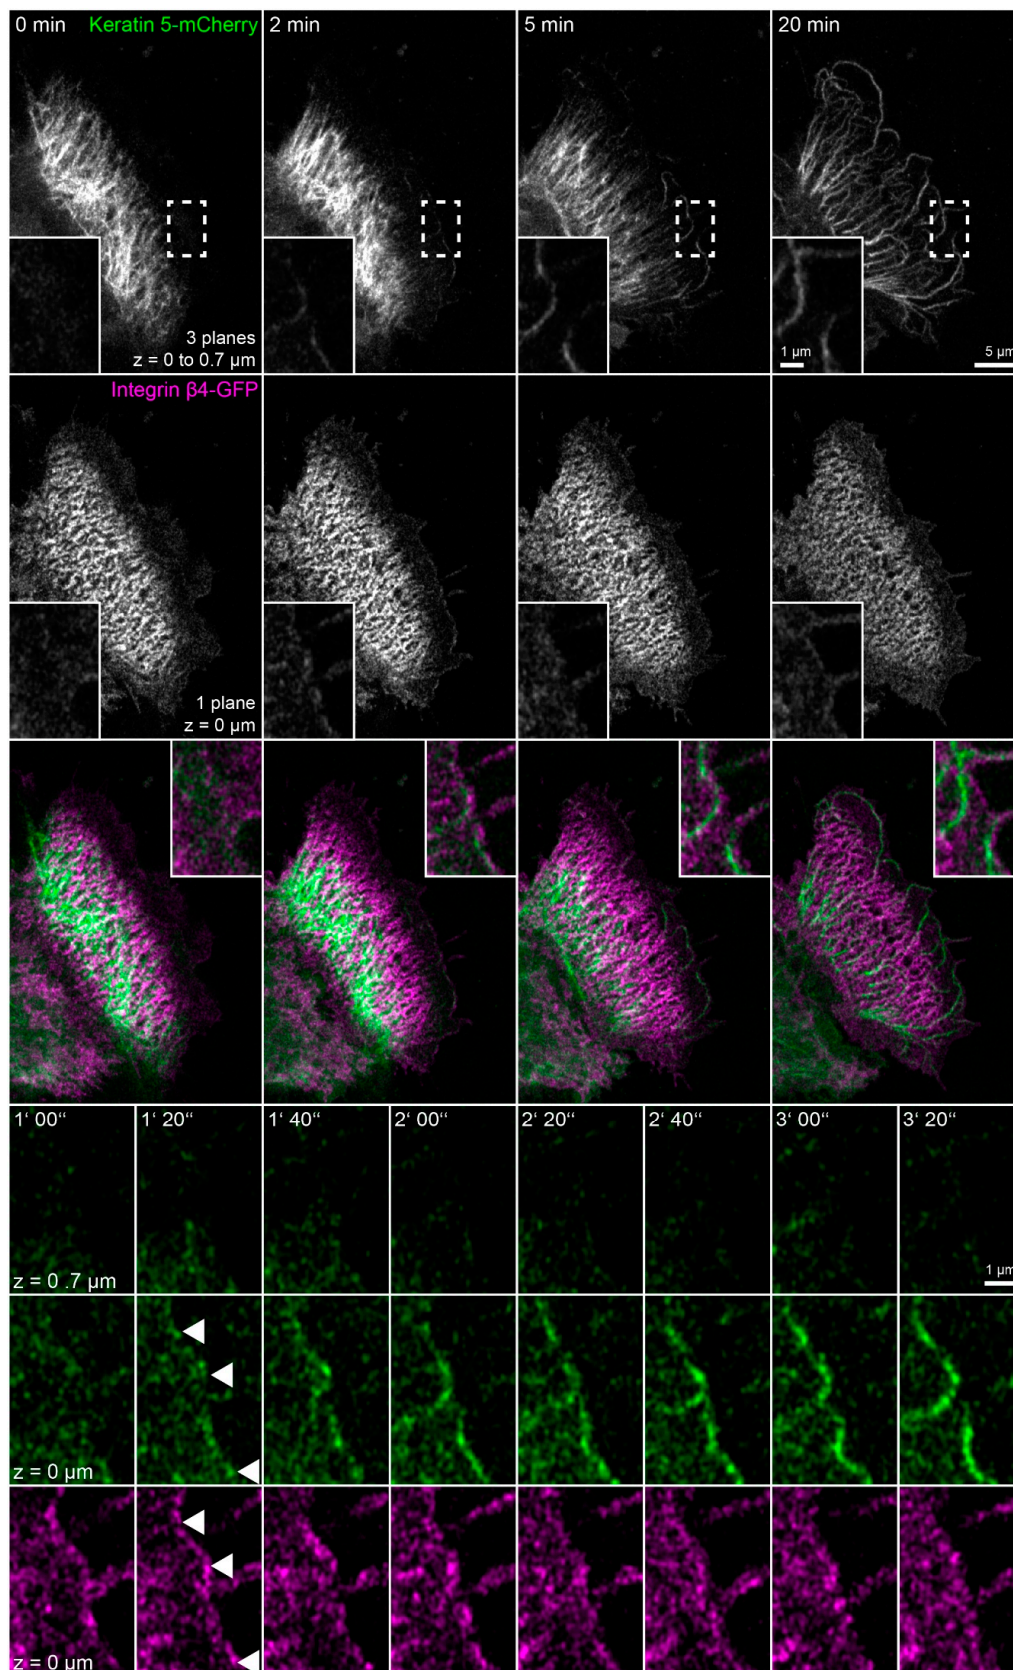 0 min Keratin 5-mCherry 2 min 5 min 20 min
3 planes
z = 0 to 0.7 µm
1 µm 5 µm
Integrin β4-GFP
1 plane
z = 0 µm
1‘ 00“ 1‘ 20“ 1‘ 40“ 2‘ 00“ 2‘ 20“ 2‘ 40“ 3‘ 00“ 3‘ 20“
z = 0 .7 µm
1 µm
z = 0 µm
z = 0 µm